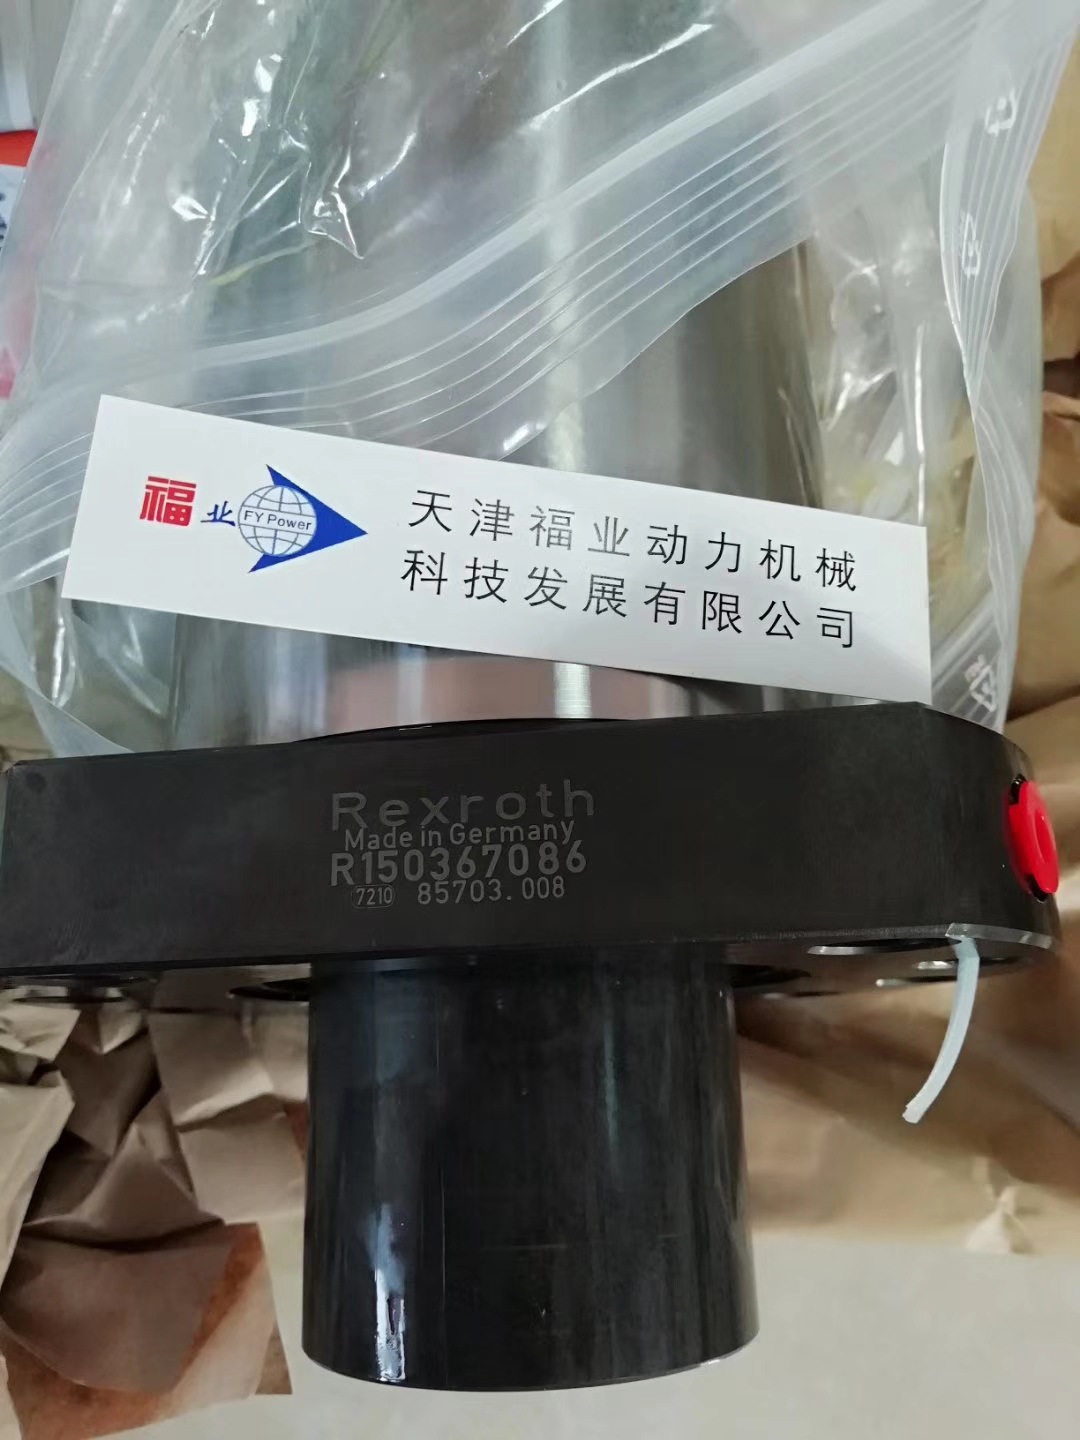 福业
FY Power
天津福业动力机械
科技发展有限公司
Rexroth
Made in Germany
R150367086
7210 85703.008